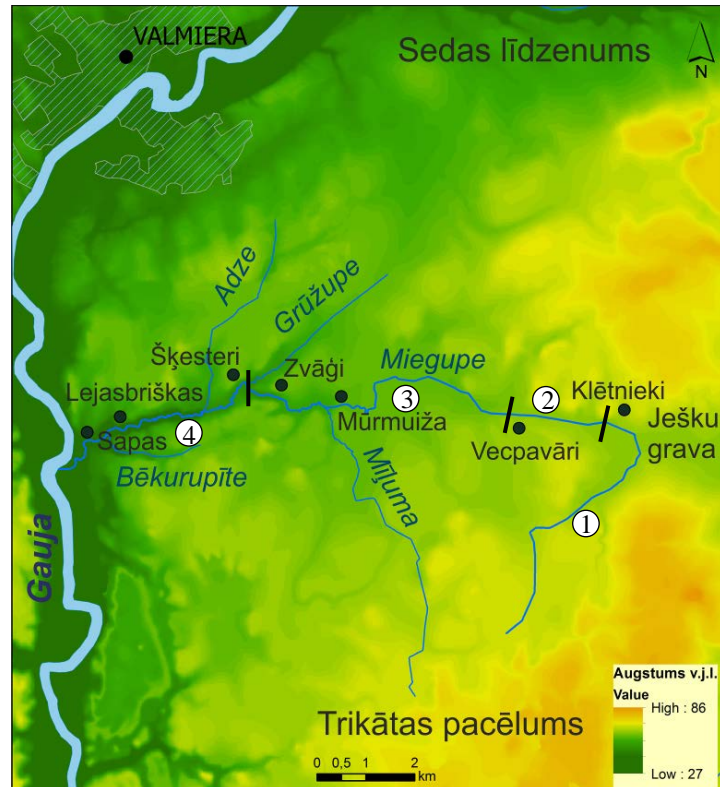 VALMIERA
Sedas līdzenums
N
Adze
Grūžupe
Šķesteri
Zvāģi
Miegupe
Klētnieki
Lejasbriškas
3
2
Mūrmuiža
Ješku
grava
Sapas
4
Vecpavāri
Bēkurupīte
Mīļuma
1
Gauja
Trikātas pacēlums
Augstums v.j.l.
Value
High : 86
Low : 27
0 0,5 1 2
km